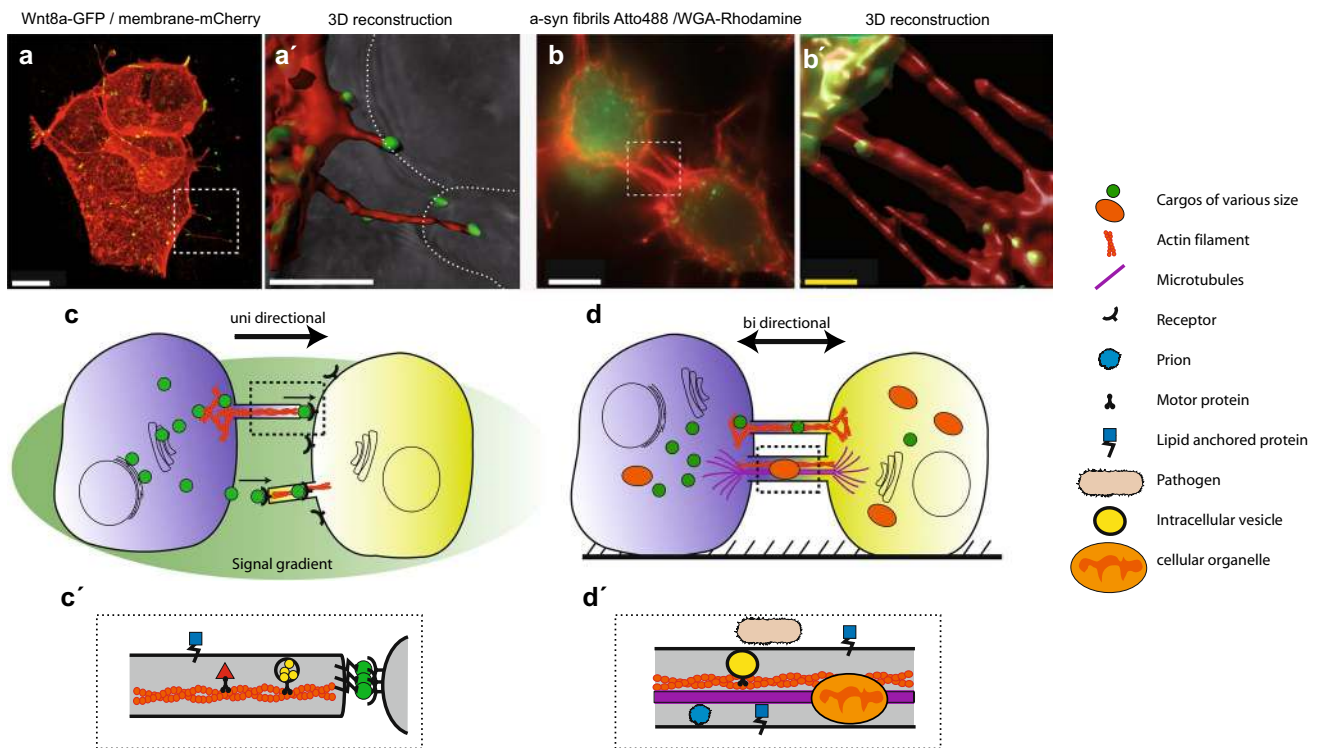 Wnt8a-GFP / membrane-mCherry
3D reconstruction
a-syn fibrils Atto488 /WGA-Rhodamine
3D reconstruction
a
a´
b
b´
Cargos of various size
Actin filament
Microtubules
Receptor
Prion
Motor protein
Lipid anchored protein
Pathogen
Intracellular vesicle
cellular organelle
c
uni directional
d
bi directional
Signal gradient
c´
d´